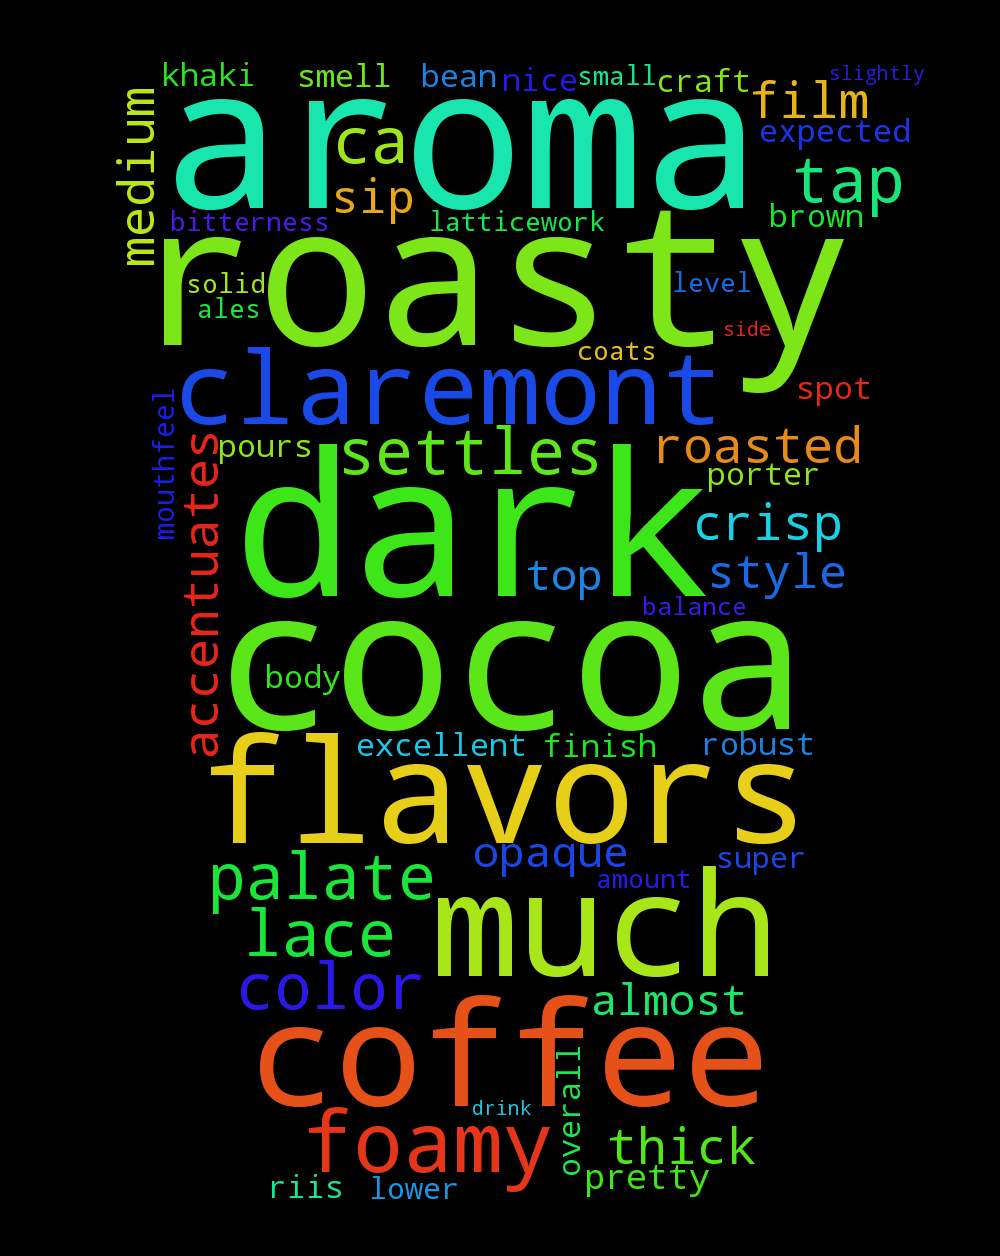 khaki smell bean nice small craft slightly
aroma
film
medium
ca
expected
sip
tap
bitterness latticework brown
roasty
solid level
ales
side
coats
claremont
spot
mouthfeel
accentuates
pours settles roasted
porter
dark
crisp
top style
balance
cocoa
body
excellent finish robust
flavors
opaque super
palate amount
much
lace
color
almost
coffee
overall
drink
foamy thick
pretty
riis lower